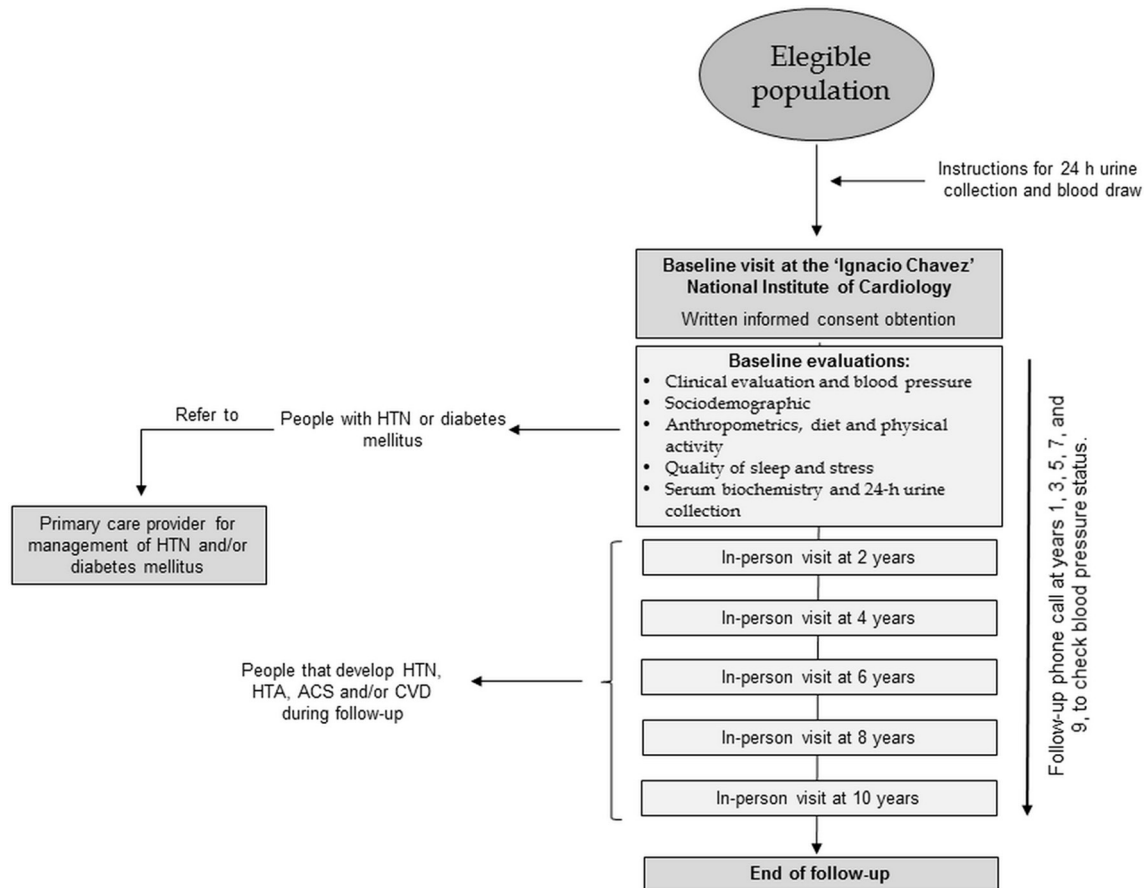 Elegible
population
Instructions for 24 h urine
collection and blood draw
Baseline visit at the ‘Ignacio Chavez’
National Institute of Cardiology
Written informed consent obtention
Baseline evaluations:
• Clinical evaluation and blood pressure
• Sociodemographic
• Anthropometrics, diet and physical
activity
• Quality of sleep and stress
• Serum biochemistry and 24-h urine
collection
Refer to
People with HTN or diabetes
mellitus
Primary care provider for
management of HTN and/or
diabetes mellitus
In-person visit at 2 years
In-person visit at 4 years
In-person visit at 6 years
In-person visit at 8 years
In-person visit at 10 years
People that develop HTN,
HTA, ACS and/or CVD
during follow-up
Follow-up phone call at years 1, 3, 5, 7, and
9, to check blood pressure status.
End of follow-up